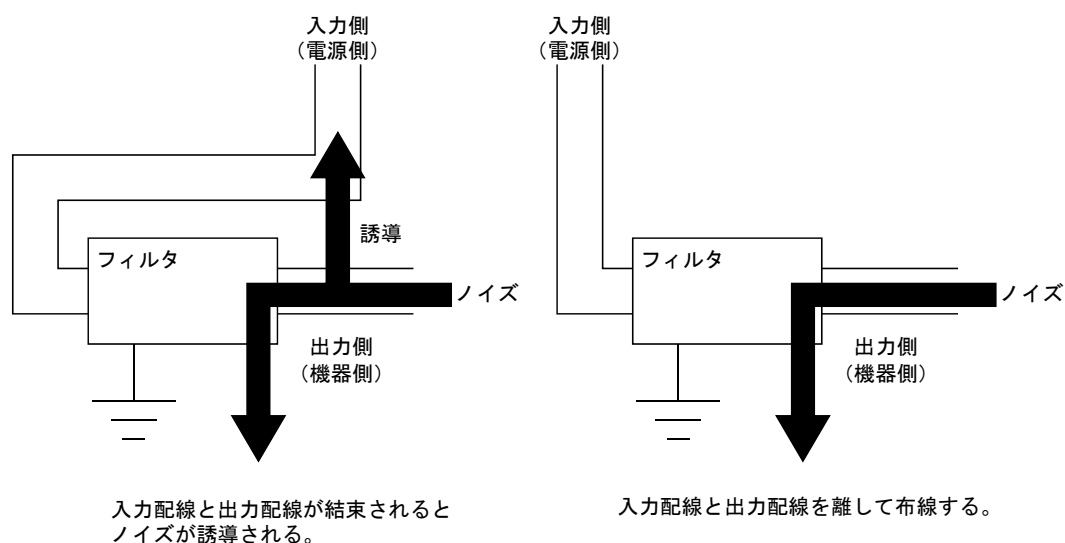 入力側
（電源側）
誘導
フィルタ
ノイズ
出力側
（機器側）
入力配線と出力配線が結束されると
ノイズが誘導される。
入力側
（電源側）
フィルタ
ノイズ
出力側
（機器側）
入力配線と出力配線を離して布線する。